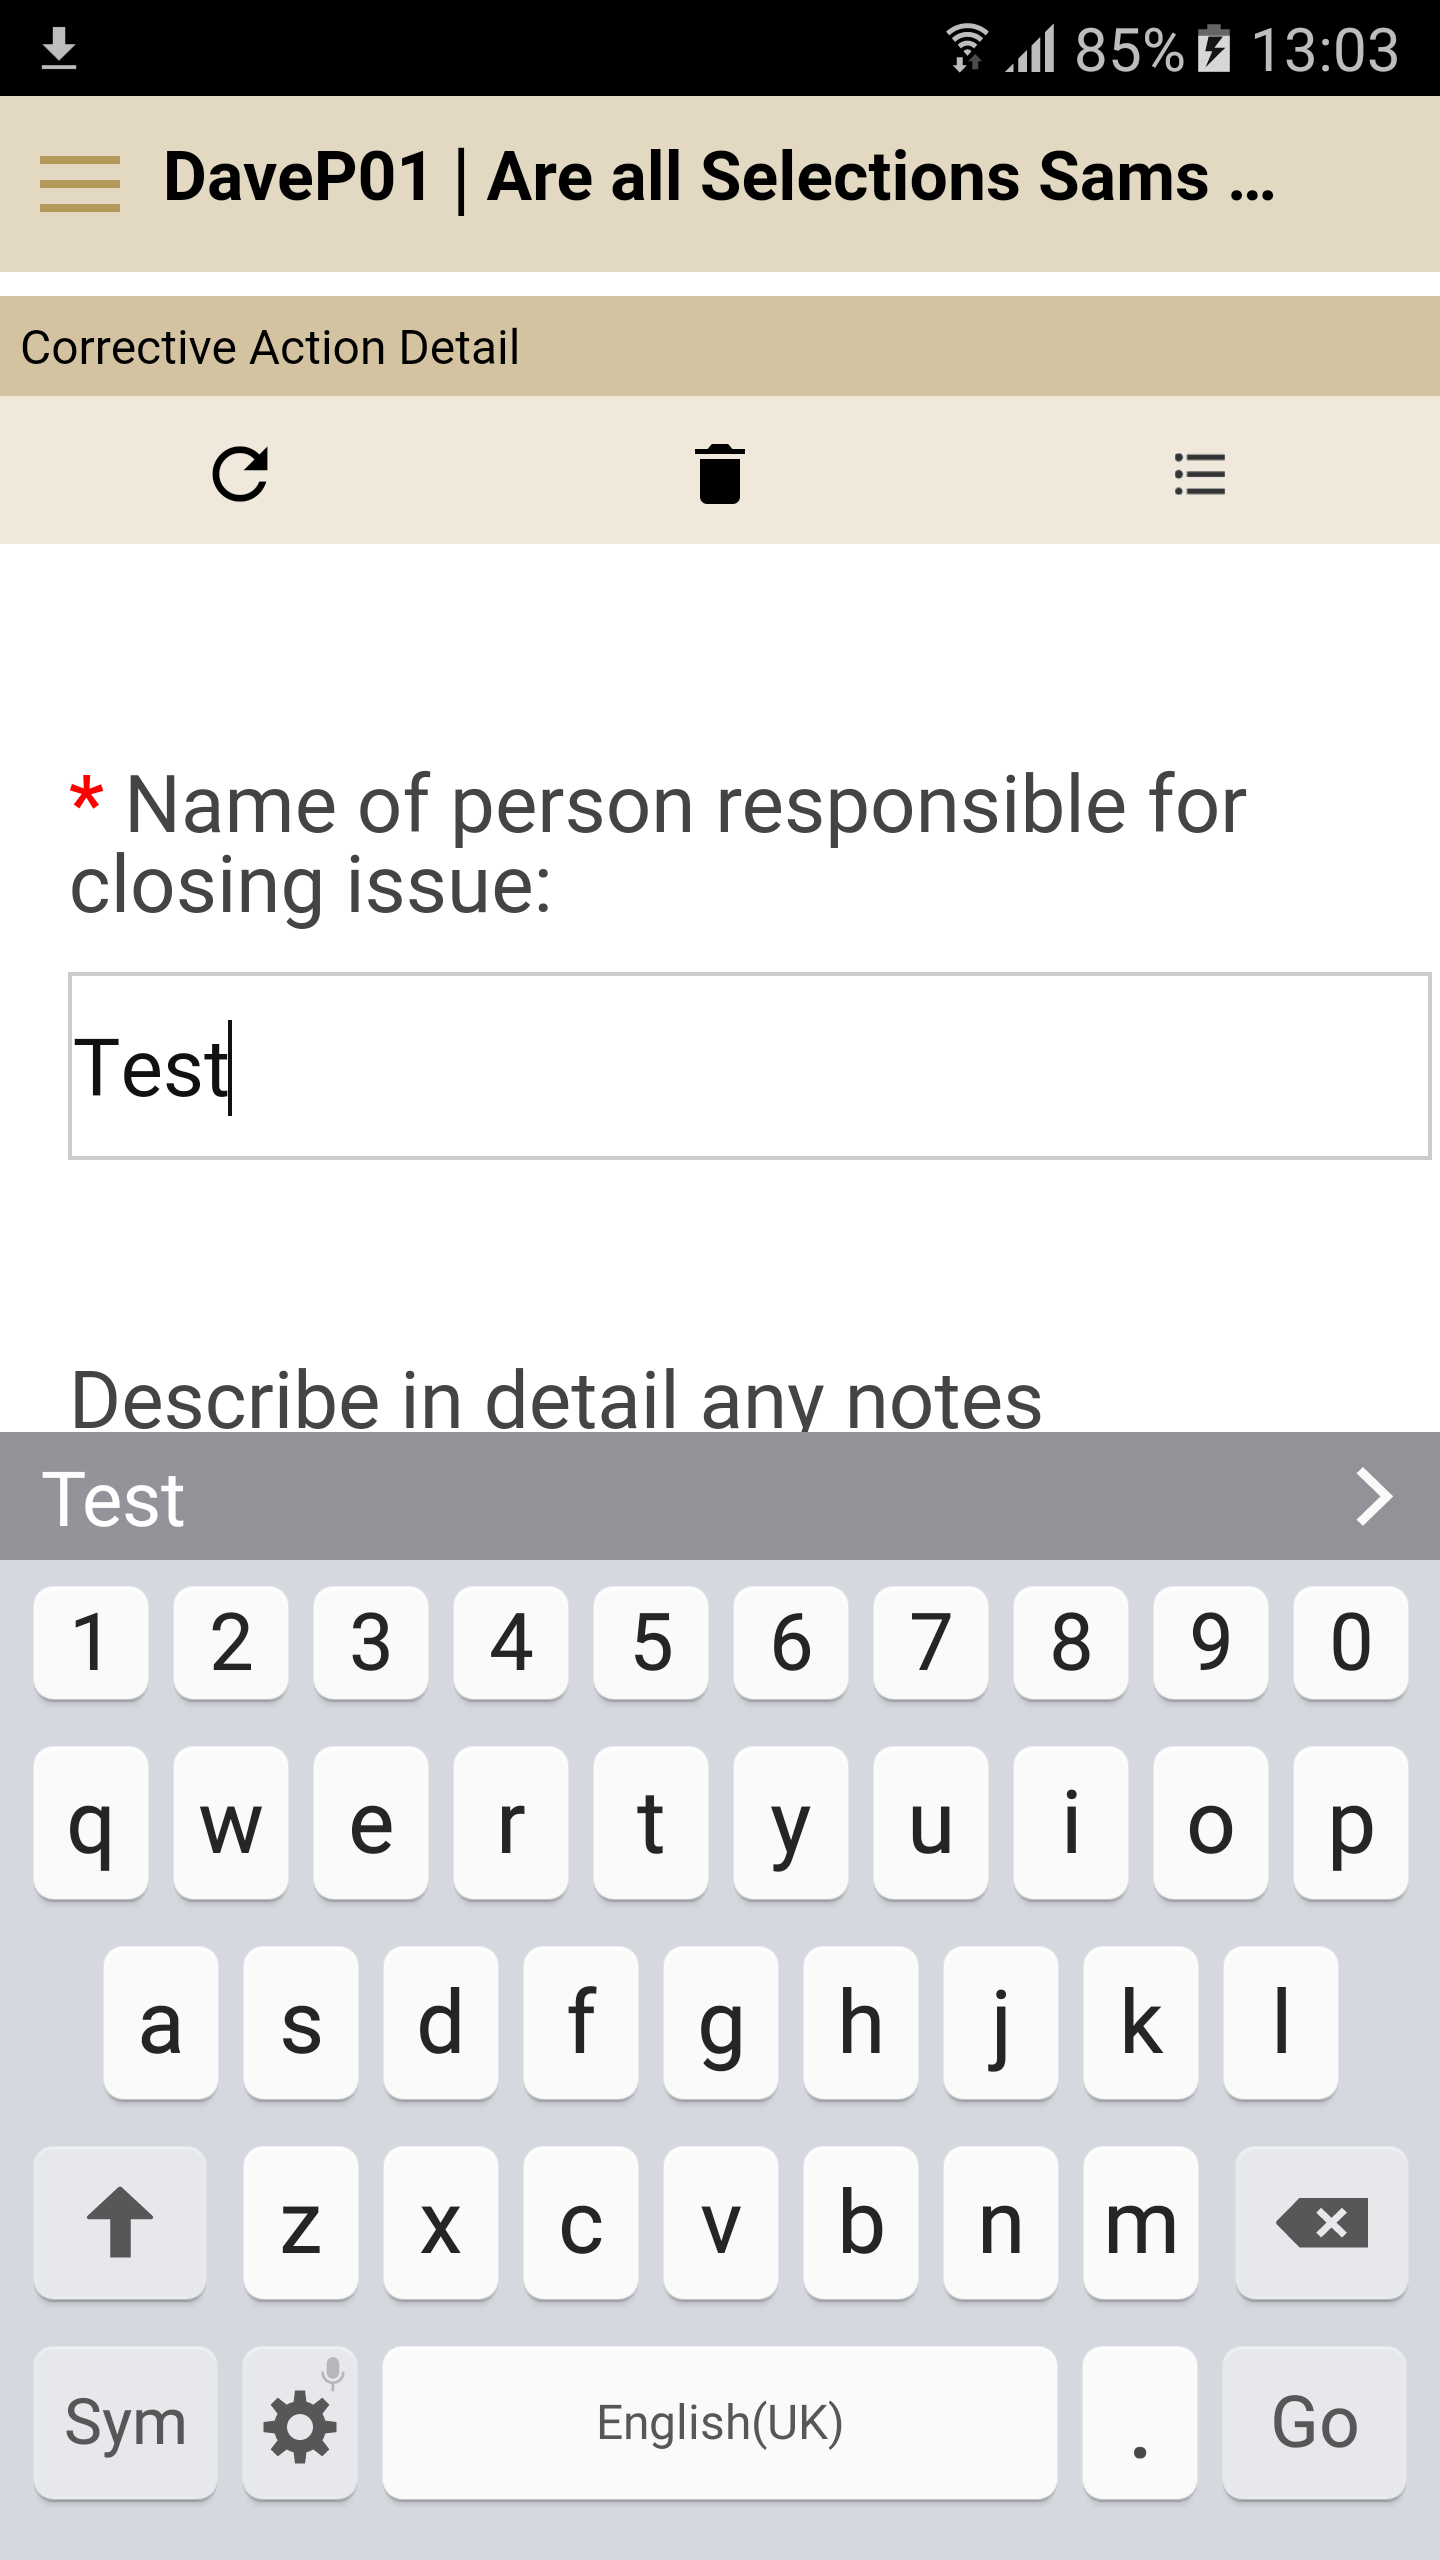 85% 13:03
DaveP01 | Are all Selections Sams ...
Corrective Action Detail
* Name of person responsible for
closing issue:
Test
Describe in detail any notes
Test
1 2 3 4 5 6 7 8 9 0
q w e r t y u i o p
a s d f g h j k l
z x c v b n m
Sym English(UK) . Go